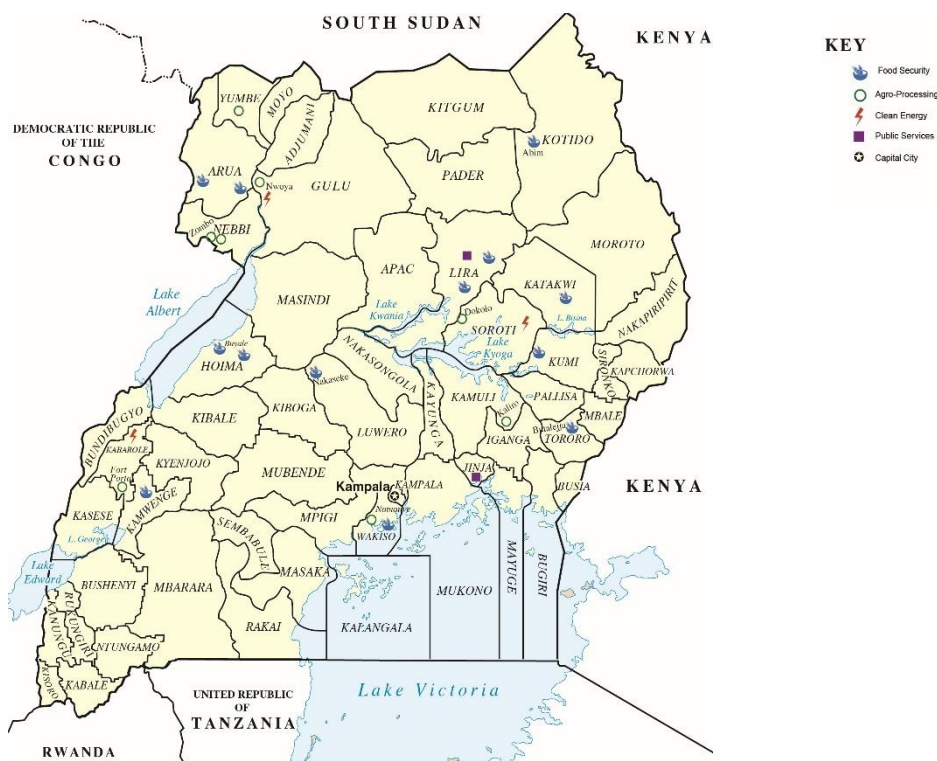 SOUTH SUDAN
KENYA
KEY
Food Security
Agro-Processing
Clean Energy
Public Services
Capital City
DEMOCRATIC REPUBLIC
OF THE
CONGO
YUMBE
MOYO
ADJUMANI
KITGUM
KOTIDO
Abim
ARUA
Nwoya
GULU
PADER
Zombo
NEBBI
MOROTO
Lake
Albert
MASINDI
APAC
LIRA
KATAKWI
Lake
Kwania
Dokolo
SOROTI
L. Bisina
NAKAPIRIPIRIT
Lake
Kyoga
HOIMA
NAKASONGOLA
KUMI
SIRONKO
KAPCHORWA
Nakaseke
KAYUNGA
KAMULI
PALLISA
BUNDIBUGYO
KIBALE
KIBOGA
LUWERO
Kaliro
MBALE
Butaleja
IGANGA
TORORO
KABAROLE
KYENJOJO
MUBENDE
JINJA
Fort
Portal
Kampala
KAMPALA
BUSIA
KENYA
KASESE
KAMWENGE
MPIGI
Namanve
WAKISO
L. George
SEMBABULE
MASAKA
Lake
Edward
BUSHENYI
MBARARA
MUKONO
MAYUGE
BUGIRI
KANUNGU
RUKUNGIRI
RAKAI
KALANGALA
NTUNGAMO
KISORO
KABALE
UNITED REPUBLIC
OF
TANZANIA
Lake Victoria
RWANDA